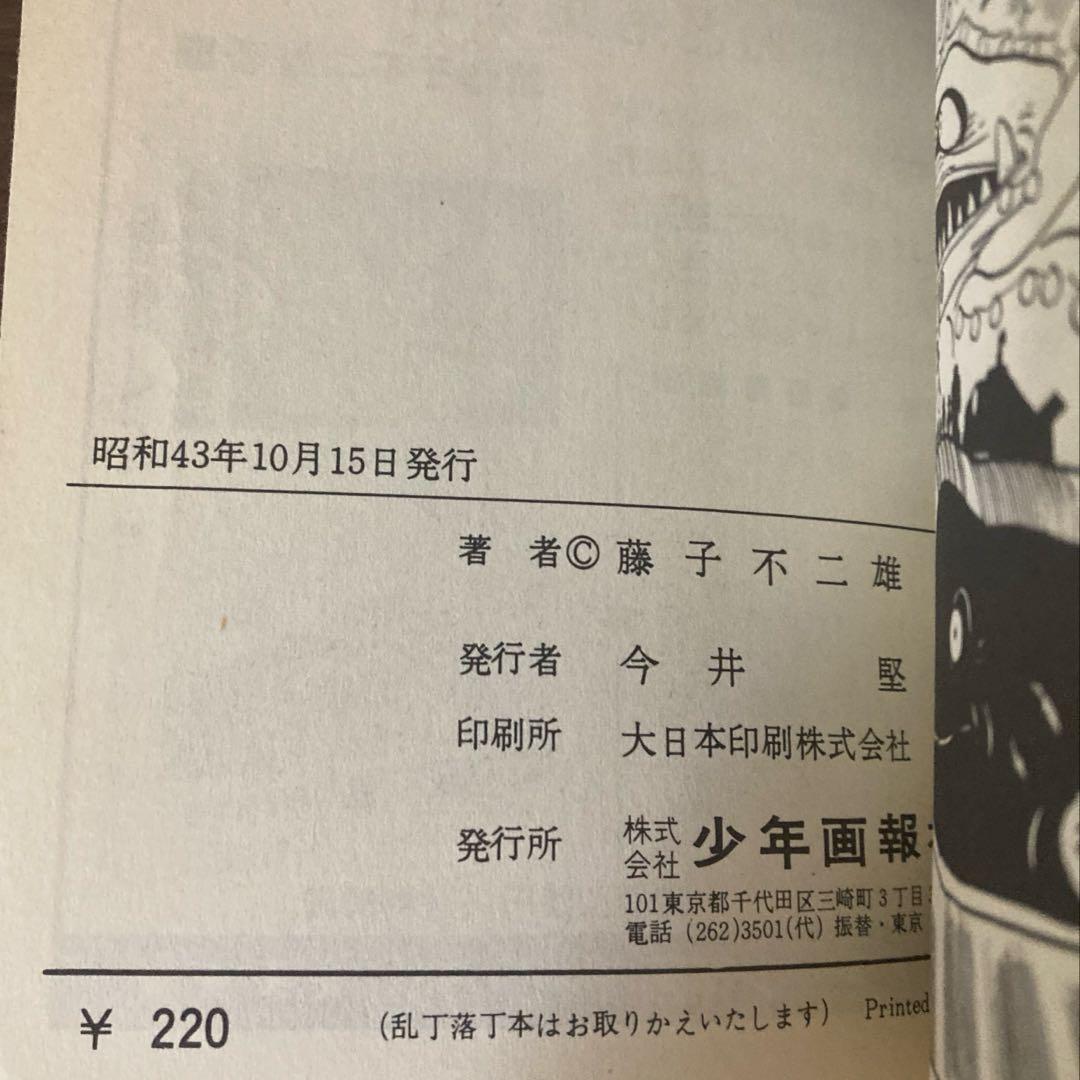 昭和43年10月15日発行
著者©藤子不二雄
発行者 今井 堅
印刷所 大日本印刷株式会社
発行所 株式会社 少年画報
101東京都千代田区三崎町3丁目
電話 (262)3501(代) 振替・東京
¥ 220 (乱丁落丁本はお取りかえいたします) Printed